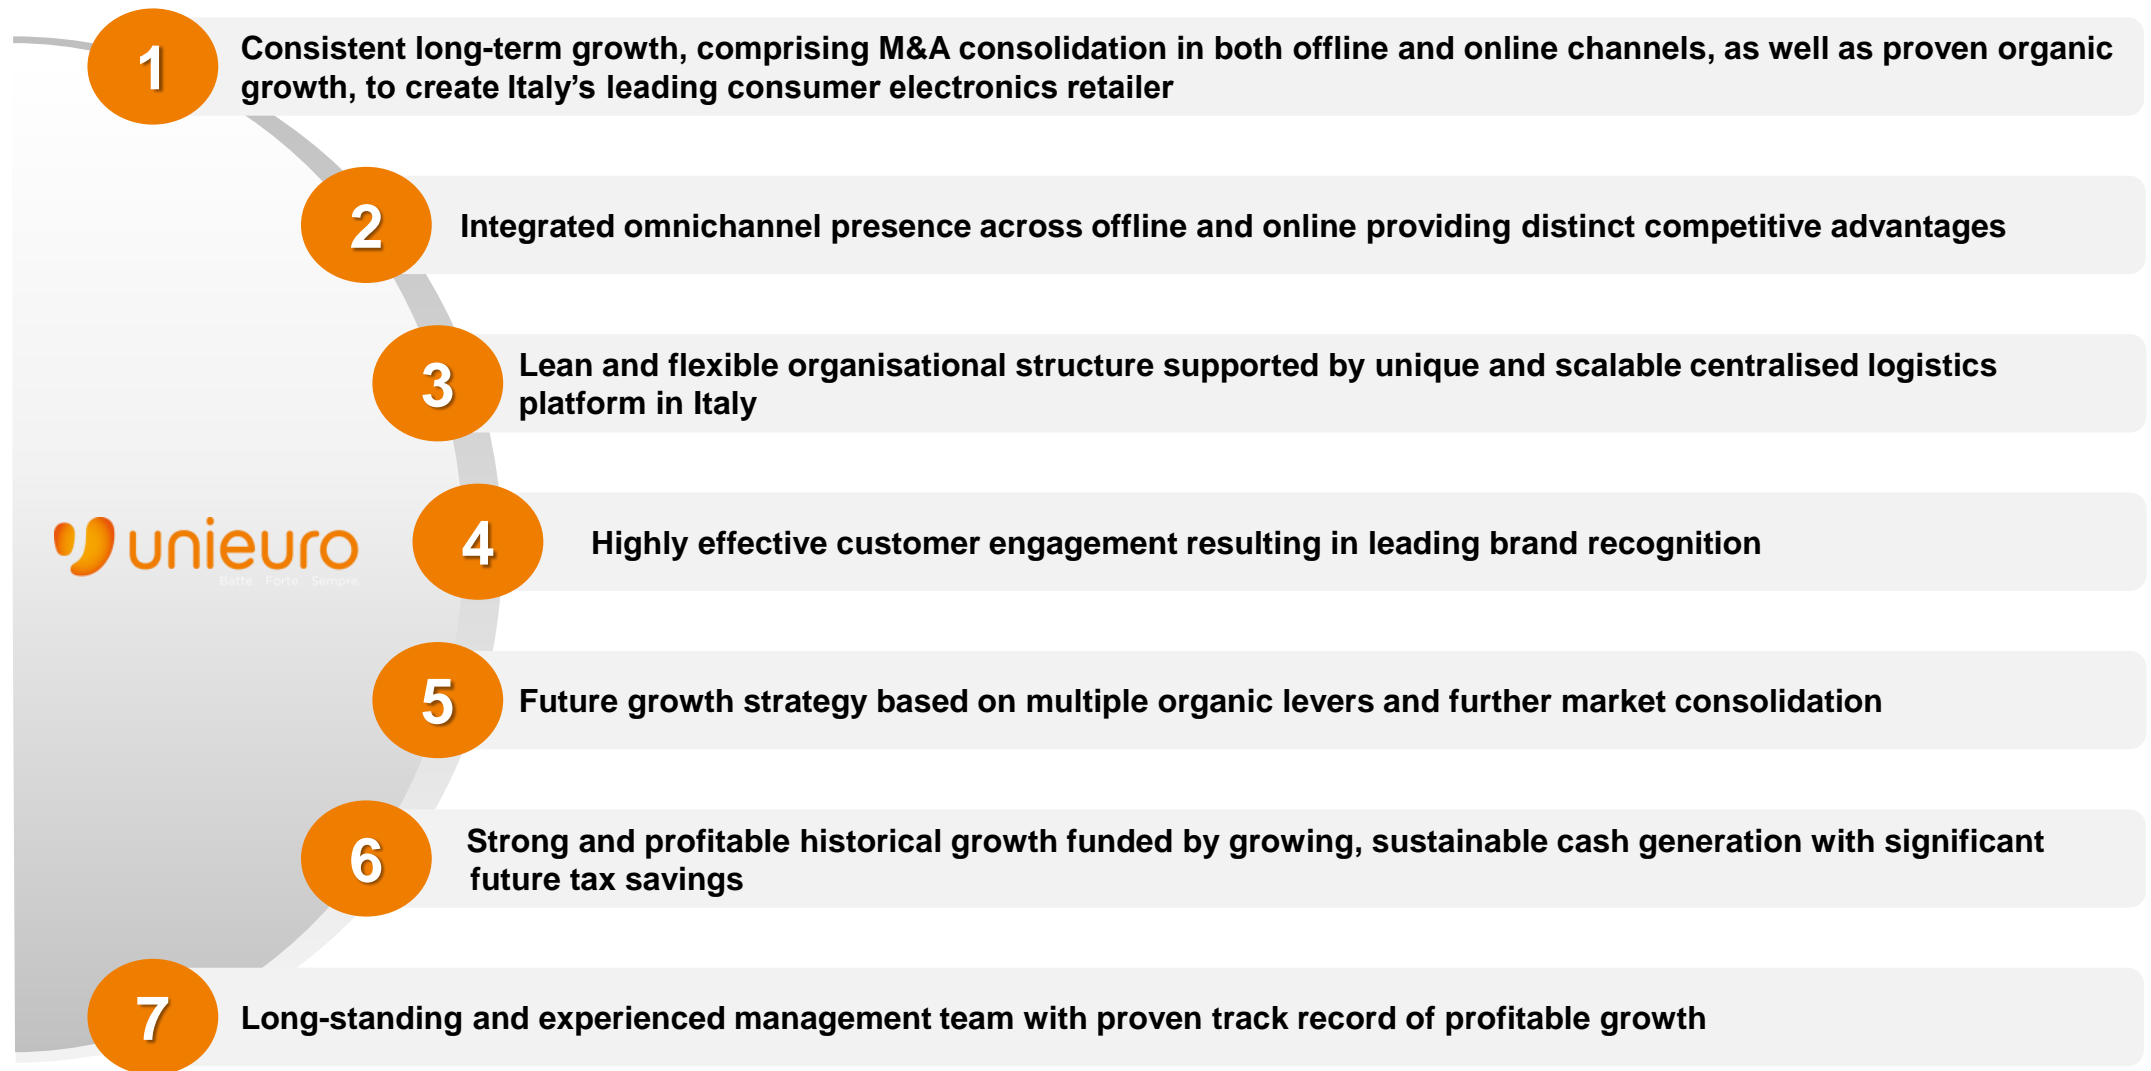 1
Consistent long-term growth, comprising M&A consolidation in both offline and online channels, as well as proven organic
growth, to create Italy’s leading consumer electronics retailer
2
Integrated omnichannel presence across offline and online providing distinct competitive advantages
3
Lean and flexible organisational structure supported by unique and scalable centralised logistics
platform in Italy
unieuro
Batte. Forte. Sempre.
4
Highly effective customer engagement resulting in leading brand recognition
5
Future growth strategy based on multiple organic levers and further market consolidation
6
Strong and profitable historical growth funded by growing, sustainable cash generation with significant
future tax savings
7
Long-standing and experienced management team with proven track record of profitable growth